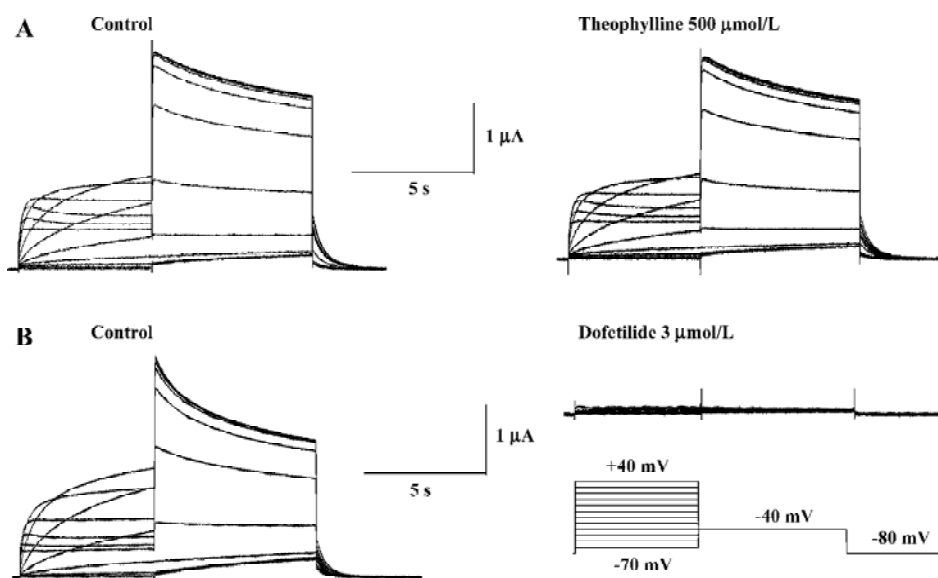 A
Control
Theophylline 500 μmol/L
1 μA
5 s
B
Control
Dofetilide 3 μmol/L
1 μA
5 s
+40 mV
-40 mV
-80 mV
-70 mV